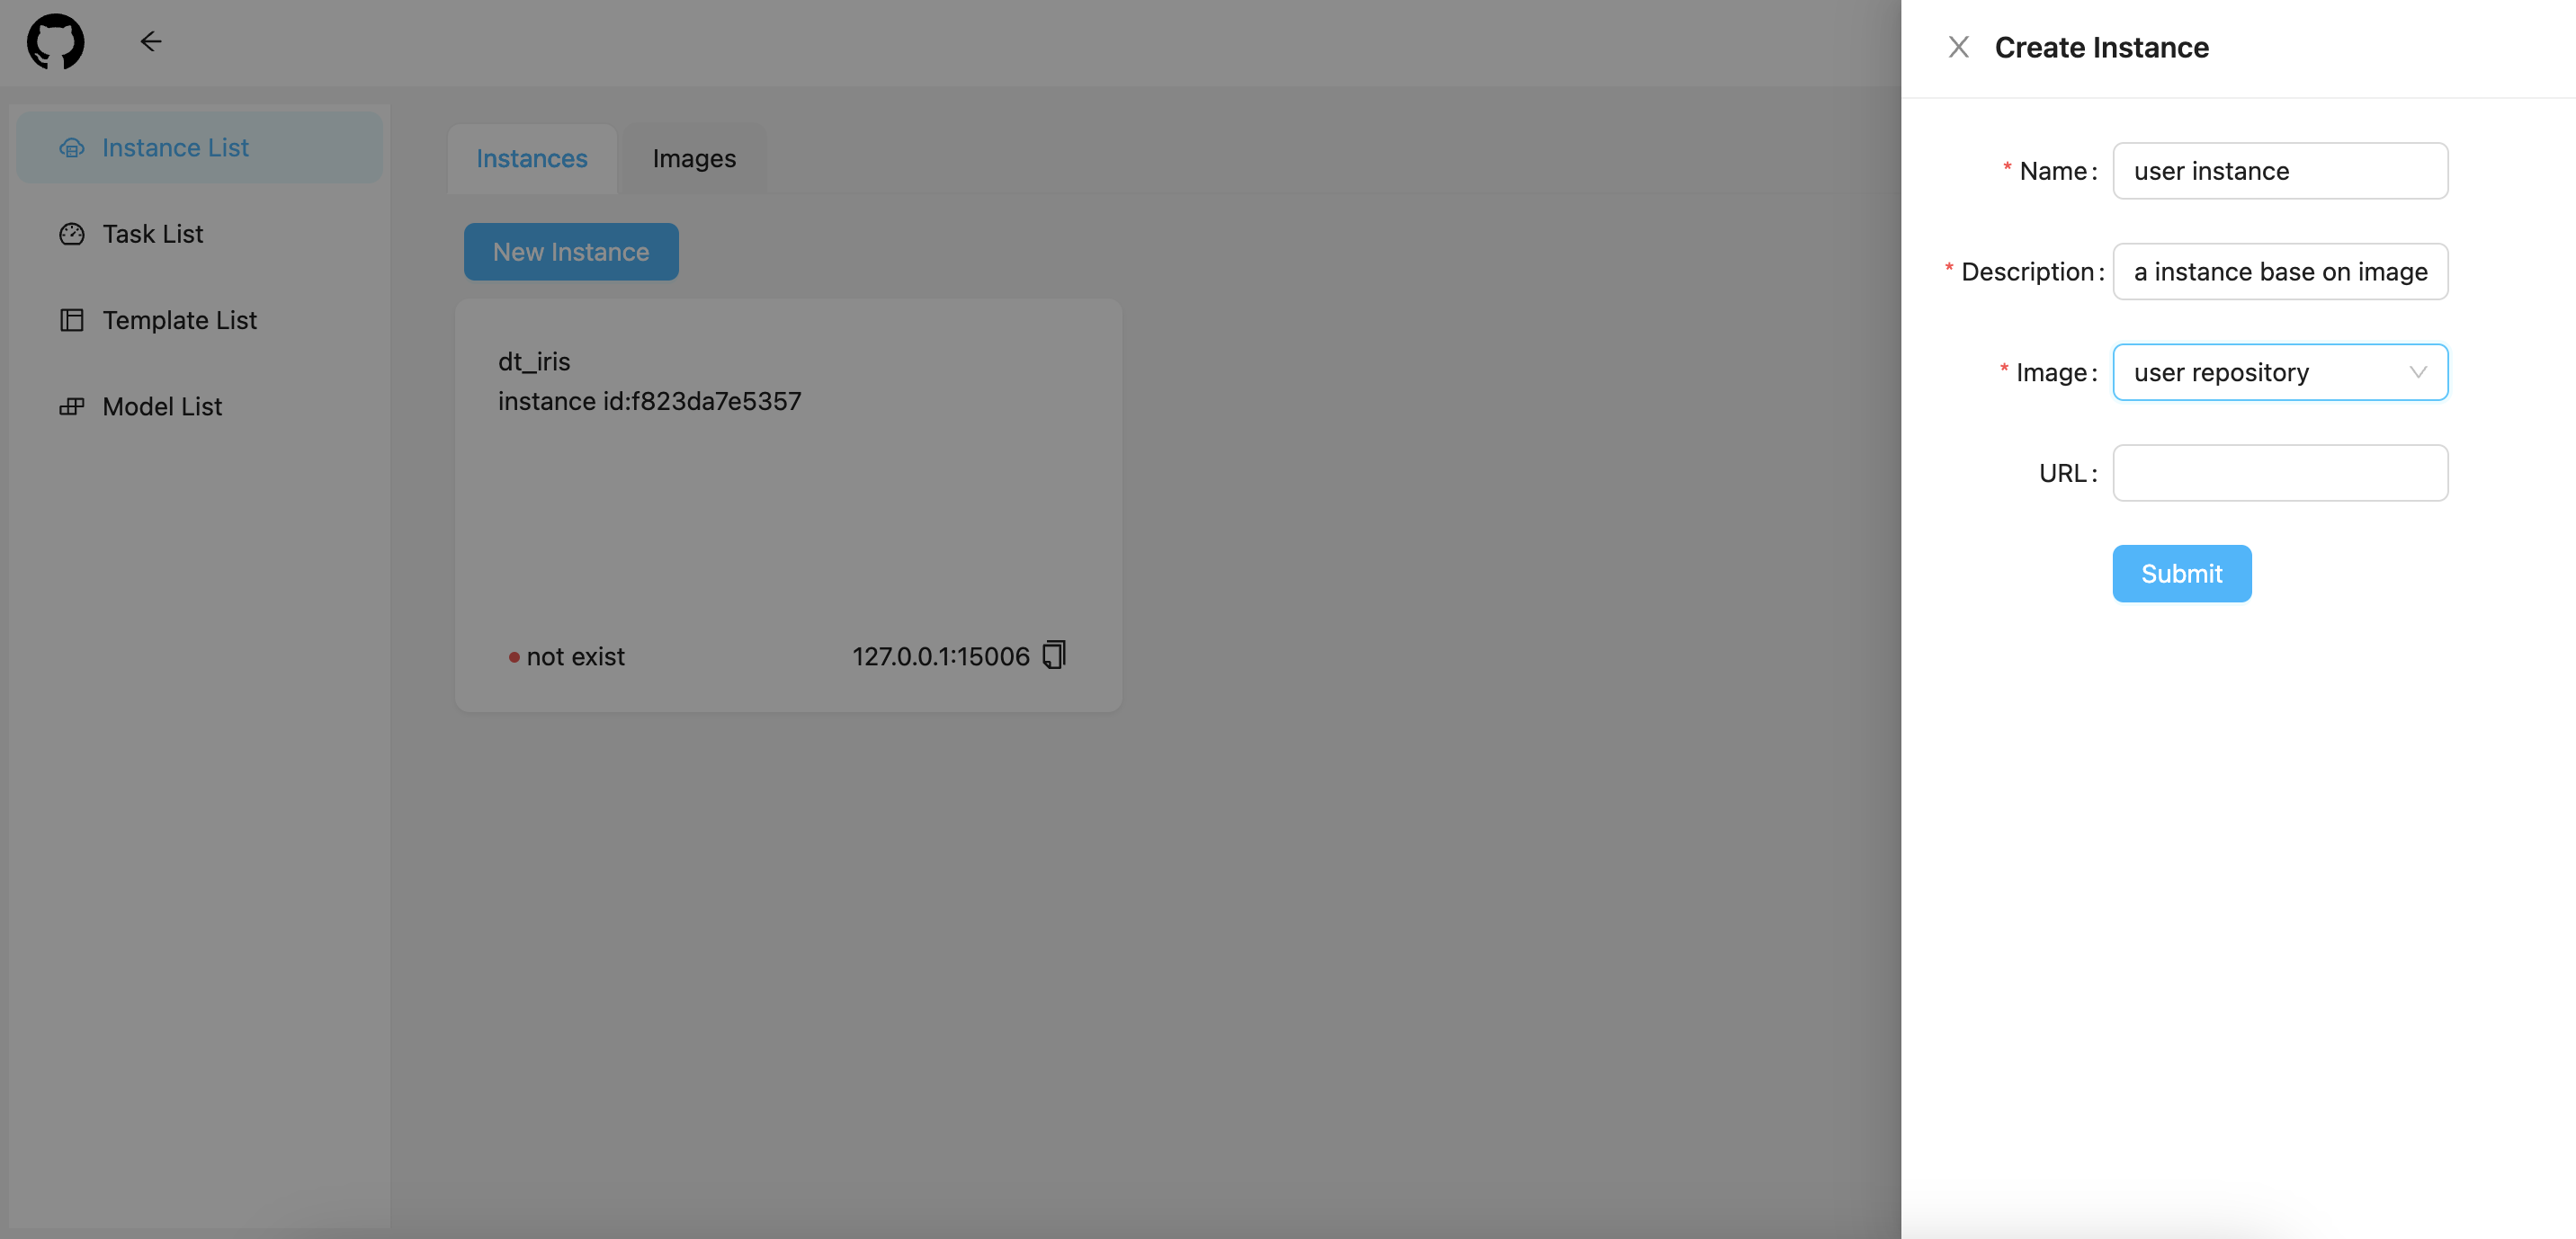 Instance List
Task List
Template List
Model List
Instances
Images
New Instance
dt_iris
instance id:f823da7e5357
not exist
127.0.0.1:15006
Create Instance
* Name:
user instance
* Description:
a instance base on image
* Image:
user repository
URL:
Submit